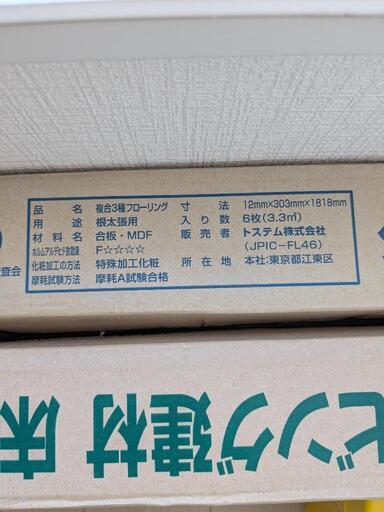 品名 複合3種フローリング 寸法 12mm×303mm×1818mm
用途 根太張用 入り数 6枚(3.3㎡)
材料名 合板・MDF 販売者 トステム株式会社
ホルムアルデヒド放散量 F☆☆☆☆ (JPIC-FL46)
化粧加工の方法 特殊加工化粧 所在地 本社:東京都江東区
摩耗試験方法 摩耗A試験合格
査会
ビング建材 床